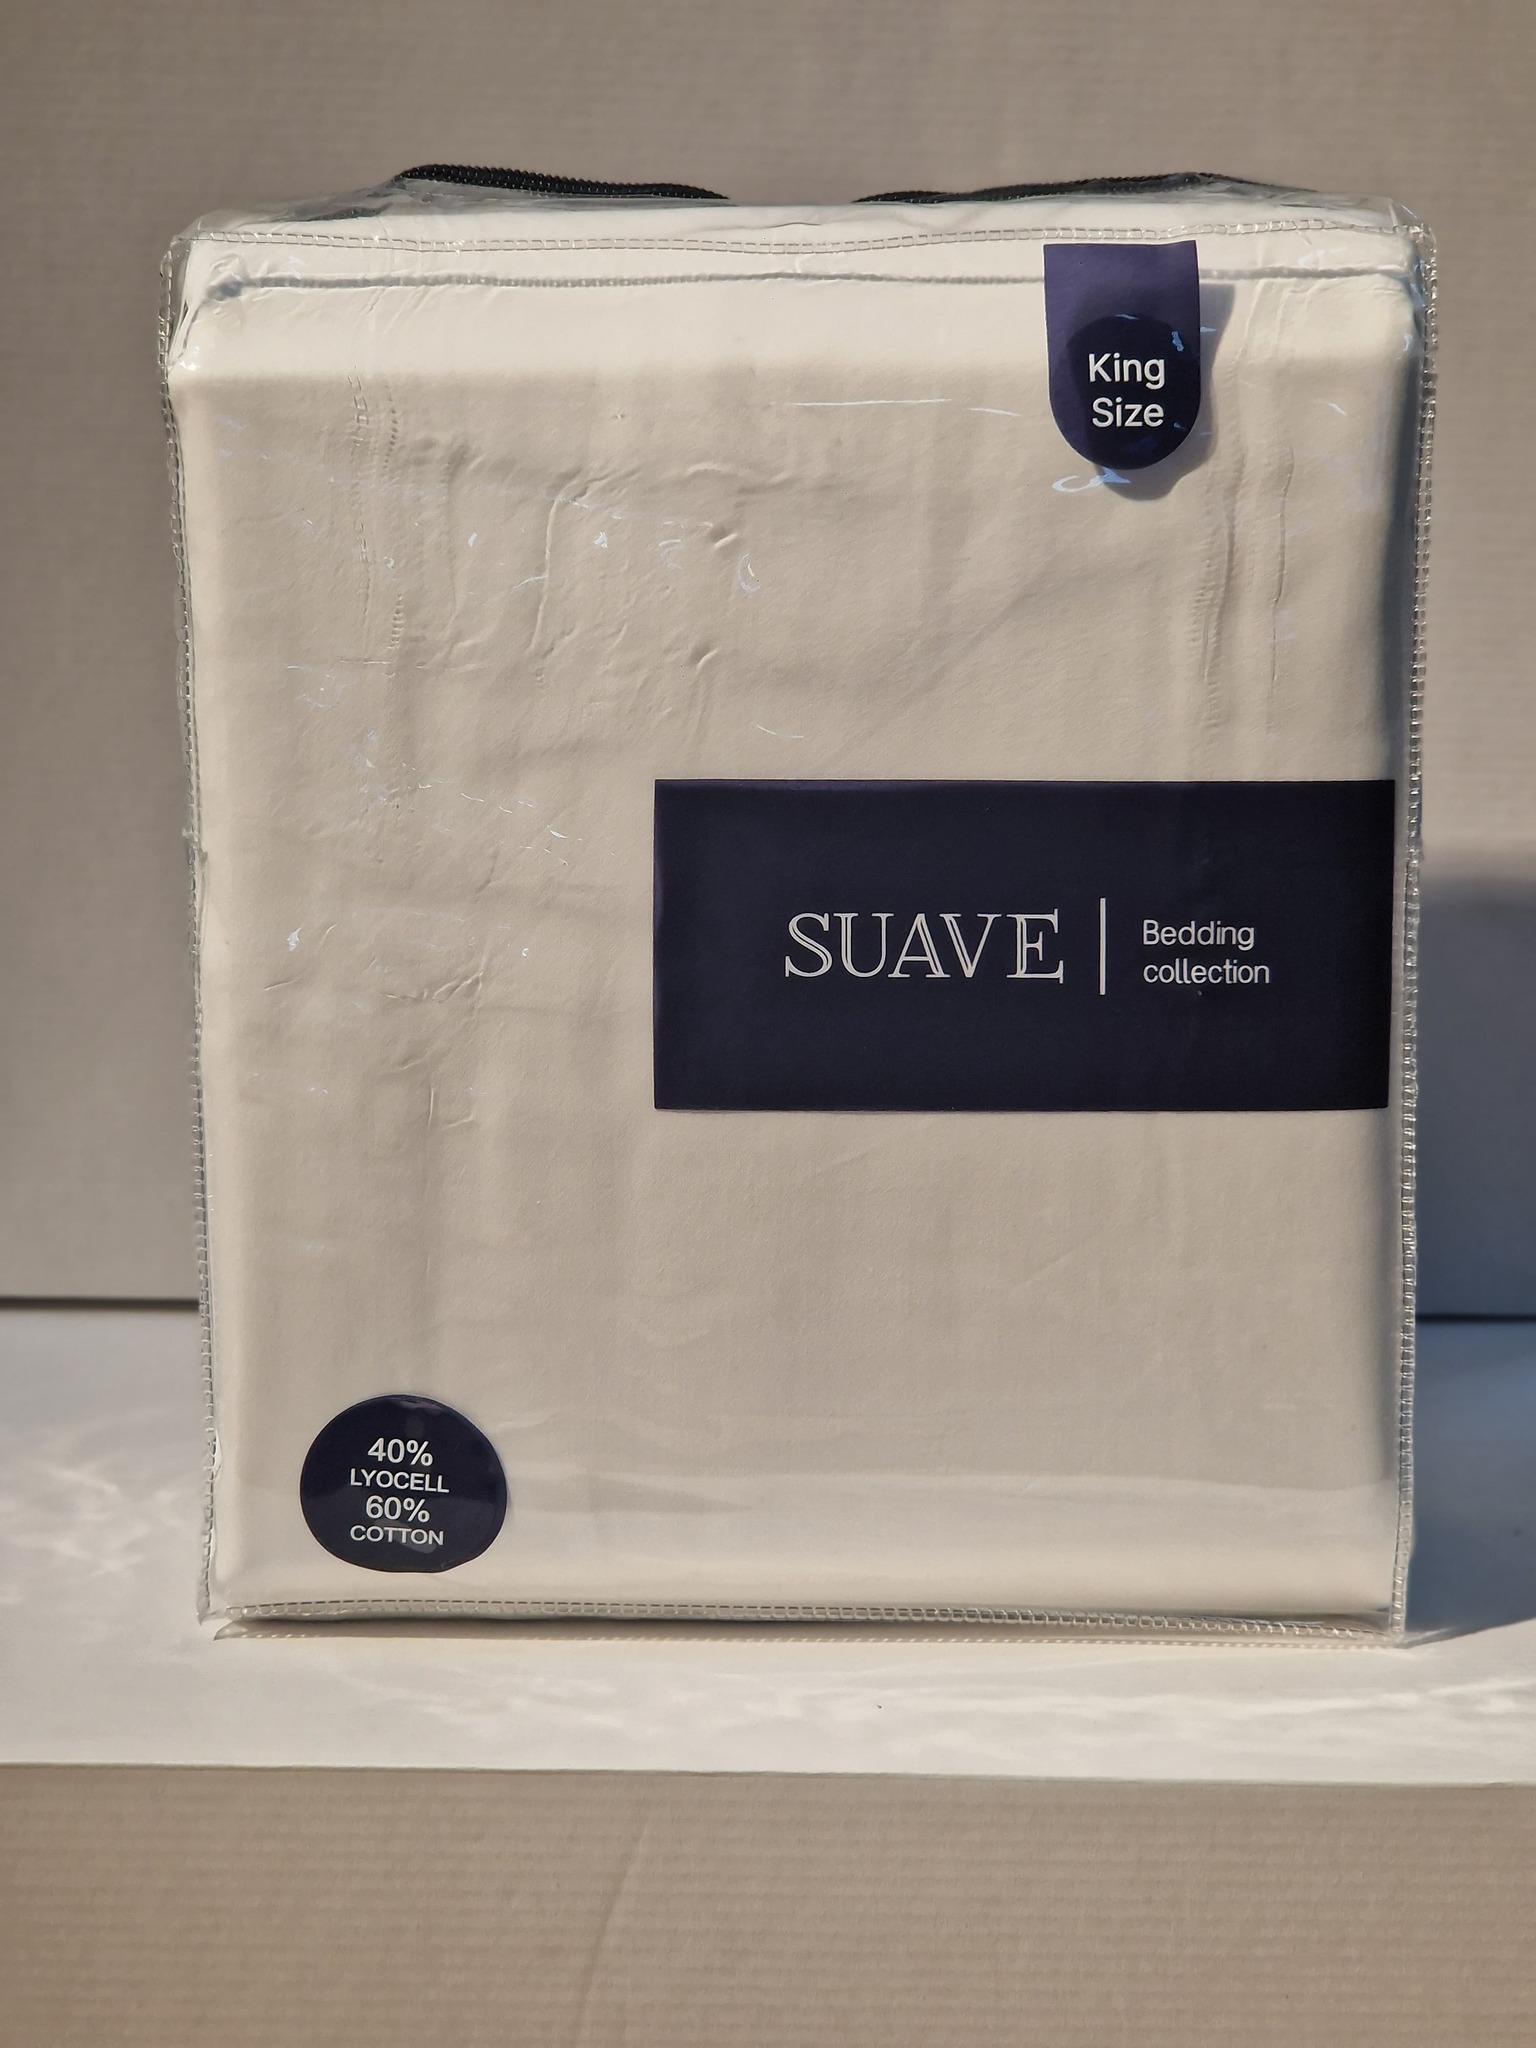 King
Size
SUAVE
Bedding
collection
40%
LYOCELL
60%
COTTON